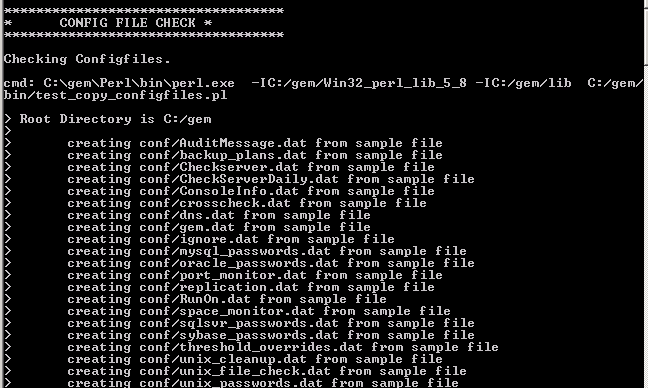 ***********************************
*      CONFIG FILE CHECK *
***********************************
Checking Configfiles.
cmd: C:\gem\Perl\bin\perl.exe  -IC:/gem/Win32_perl_lib_5_8 -IC:/gem/lib  C:/gem/
bin/test_copy_configfiles.pl
> Root Directory is C:/gem
>
>       creating conf/AuditMessage.dat from sample file
>       creating conf/backup_plans.dat from sample file
>       creating conf/Checkserver.dat from sample file
>       creating conf/CheckServerDaily.dat from sample file
>       creating conf/ConsoleInfo.dat from sample file
>       creating conf/crosscheck.dat from sample file
>       creating conf/dns.dat from sample file
>       creating conf/gem.dat from sample file
>       creating conf/ignore.dat from sample file
>       creating conf/mysql_passwords.dat from sample file
>       creating conf/oracle_passwords.dat from sample file
>       creating conf/port_monitor.dat from sample file
>       creating conf/replication.dat from sample file
>       creating conf/RunOn.dat from sample file
>       creating conf/space_monitor.dat from sample file
>       creating conf/sqlsvr_passwords.dat from sample file
>       creating conf/sybase_passwords.dat from sample file
>       creating conf/threshold_overrides.dat from sample file
>       creating conf/unix_cleanup.dat from sample file
>       creating conf/unix_file_check.dat from sample file
>       creating conf/unix_passwords.dat from sample file